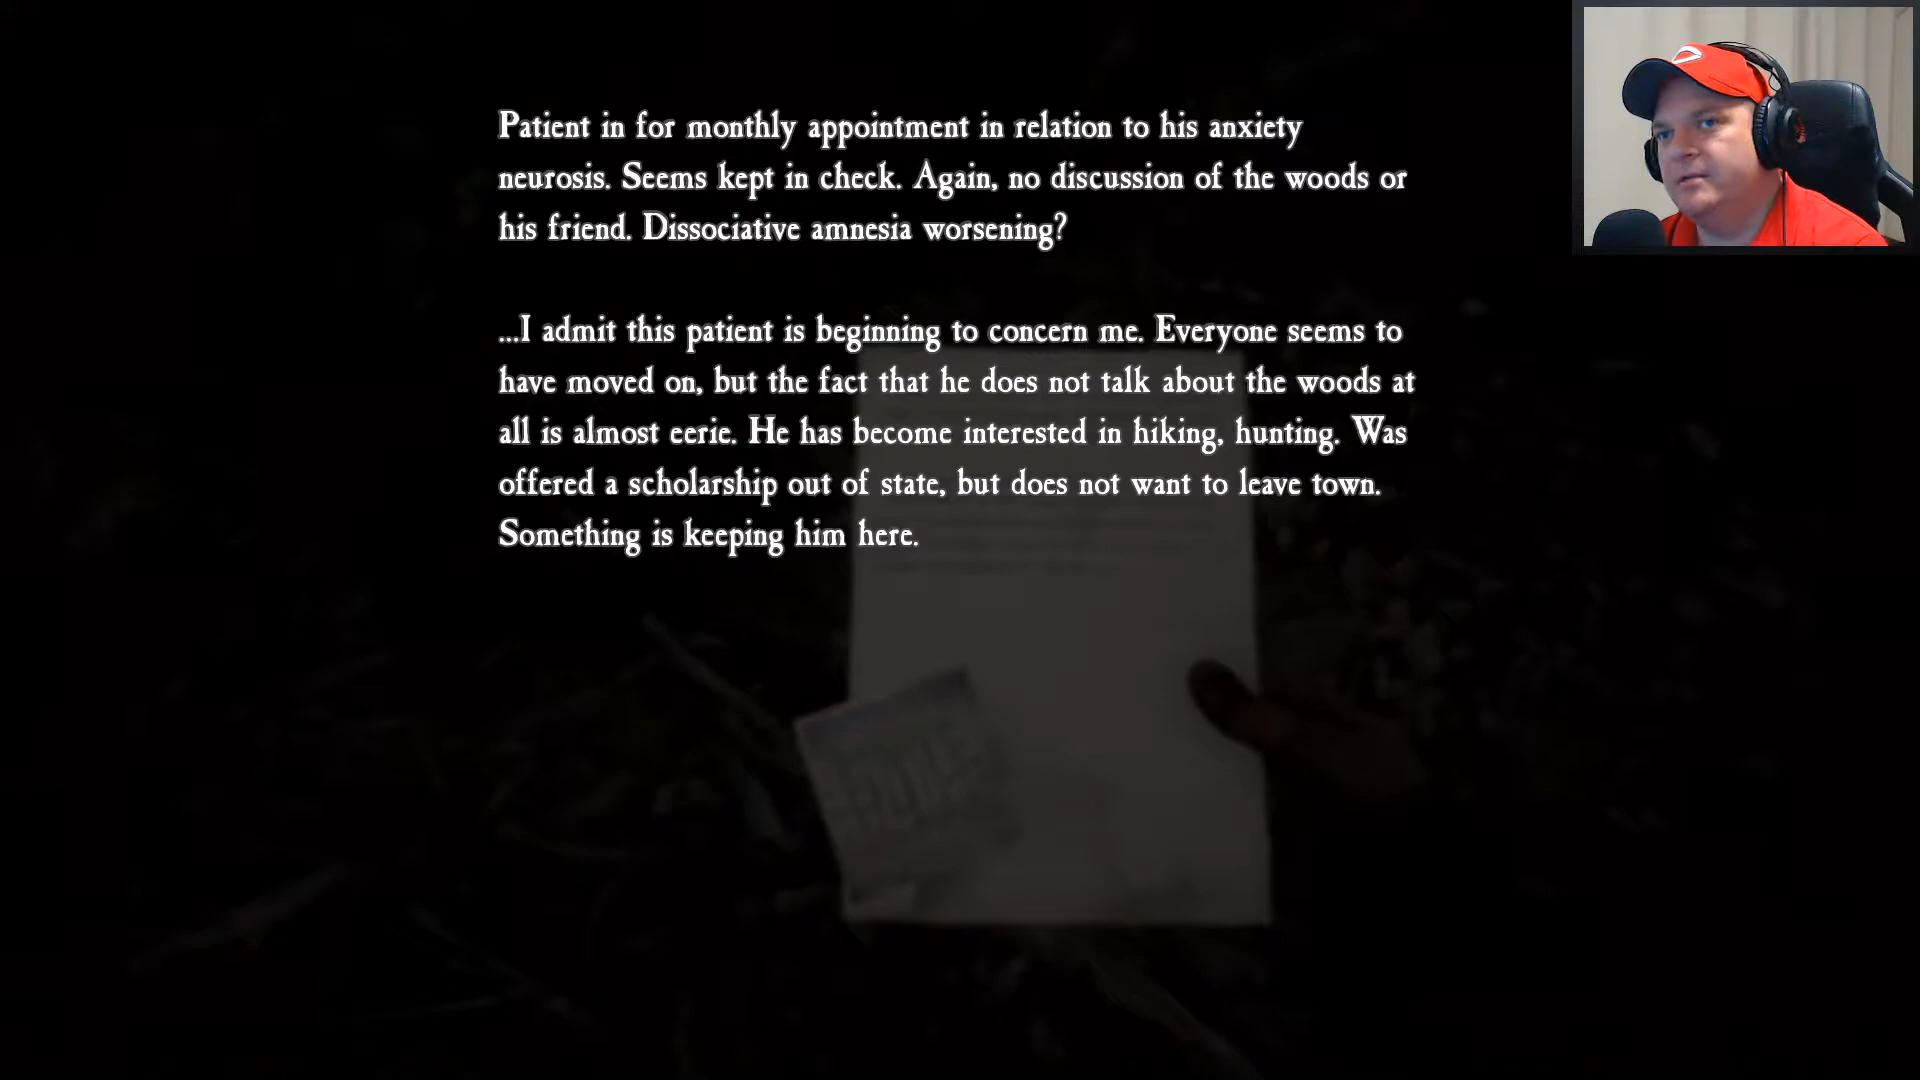 Patient in for monthly appointment in relation to his anxiety
neurosis. Seems kept in check. Again, no discussion of the woods or
his friend. Dissociative amnesia worsening?
...I admit this patient is beginning to concern me. Everyone seems to
have moved on, but the fact that he does not talk about the woods at
all is almost eerie. He has become interested in hiking, hunting. Was
offered a scholarship out of state, but does not want to leave town.
Something is keeping him here.